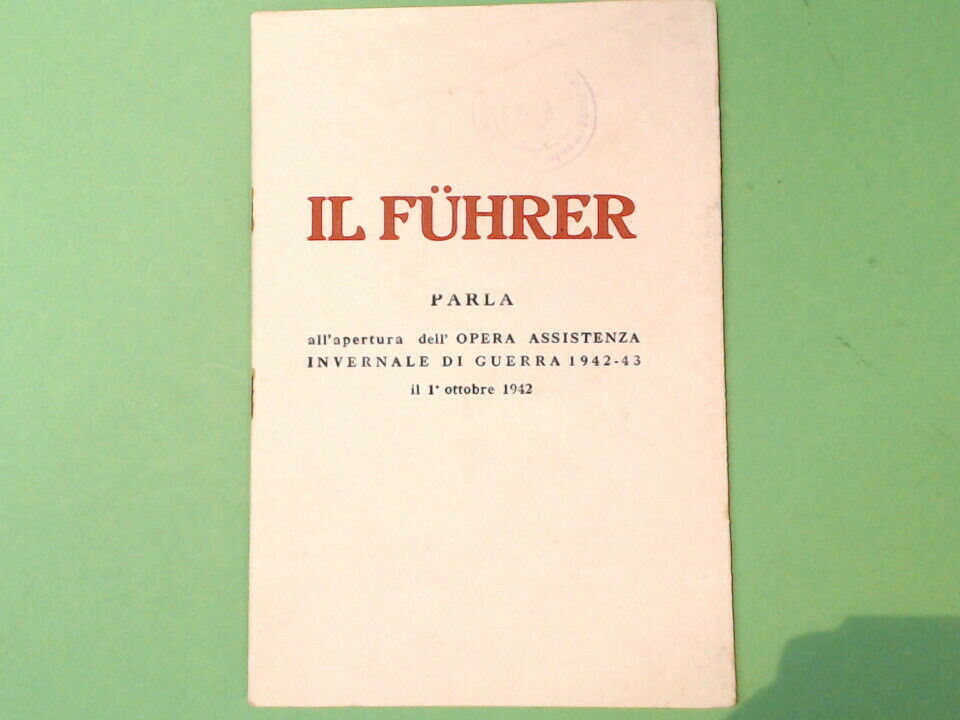 IL FÜHRER
PARLA
all'apertura dell' OPERA ASSISTENZA
INVERNALE DI GUERRA 1942-43
il 1° ottobre 1942